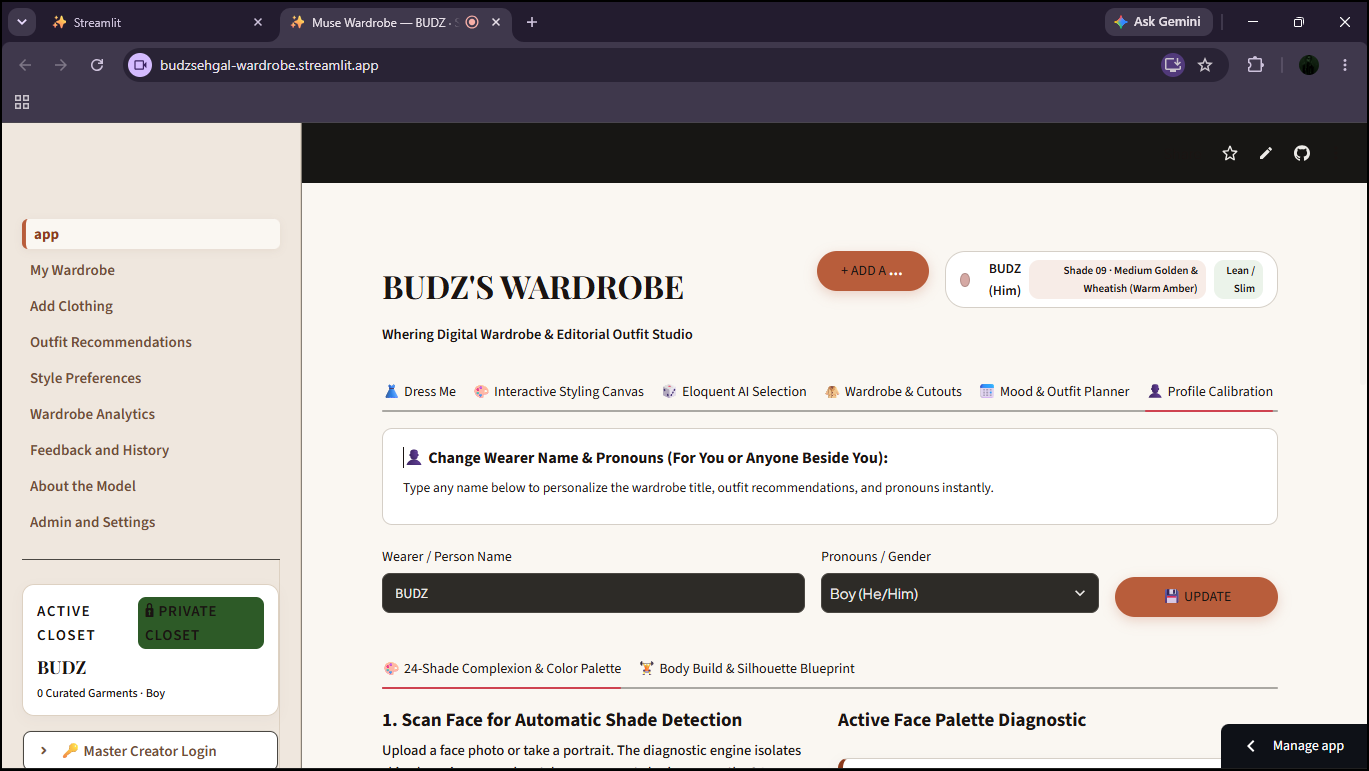 Streamlit
Muse Wardrobe — BUDZ ·
Ask Gemini
budzsehgal-wardrobe.streamlit.app
app
My Wardrobe
Add Clothing
Outfit Recommendations
Style Preferences
Wardrobe Analytics
Feedback and History
About the Model
Admin and Settings
ACTIVE CLOSET
🔒 PRIVATE CLOSET
BUDZ
0 Curated Garments · Boy
🔑 Master Creator Login
BUDZ'S WARDROBE
Whering Digital Wardrobe & Editorial Outfit Studio
+ ADD A ...
BUDZ (Him)
Shade 09 · Medium Golden &
Wheatish (Warm Amber)
Lean /
Slim
👗 Dress Me
🎨 Interactive Styling Canvas
🎲 Eloquent AI Selection
🧥 Wardrobe & Cutouts
🗓️ Mood & Outfit Planner
👤 Profile Calibration
👤 Change Wearer Name & Pronouns (For You or Anyone Beside You):
Type any name below to personalize the wardrobe title, outfit recommendations, and pronouns instantly.
Wearer / Person Name
Pronouns / Gender
BUDZ
Boy (He/Him)
💾 UPDATE
🎨 24-Shade Complexion & Color Palette
🏋️ Body Build & Silhouette Blueprint
1. Scan Face for Automatic Shade Detection
Active Face Palette Diagnostic
Upload a face photo or take a portrait. The diagnostic engine isolates
Manage app